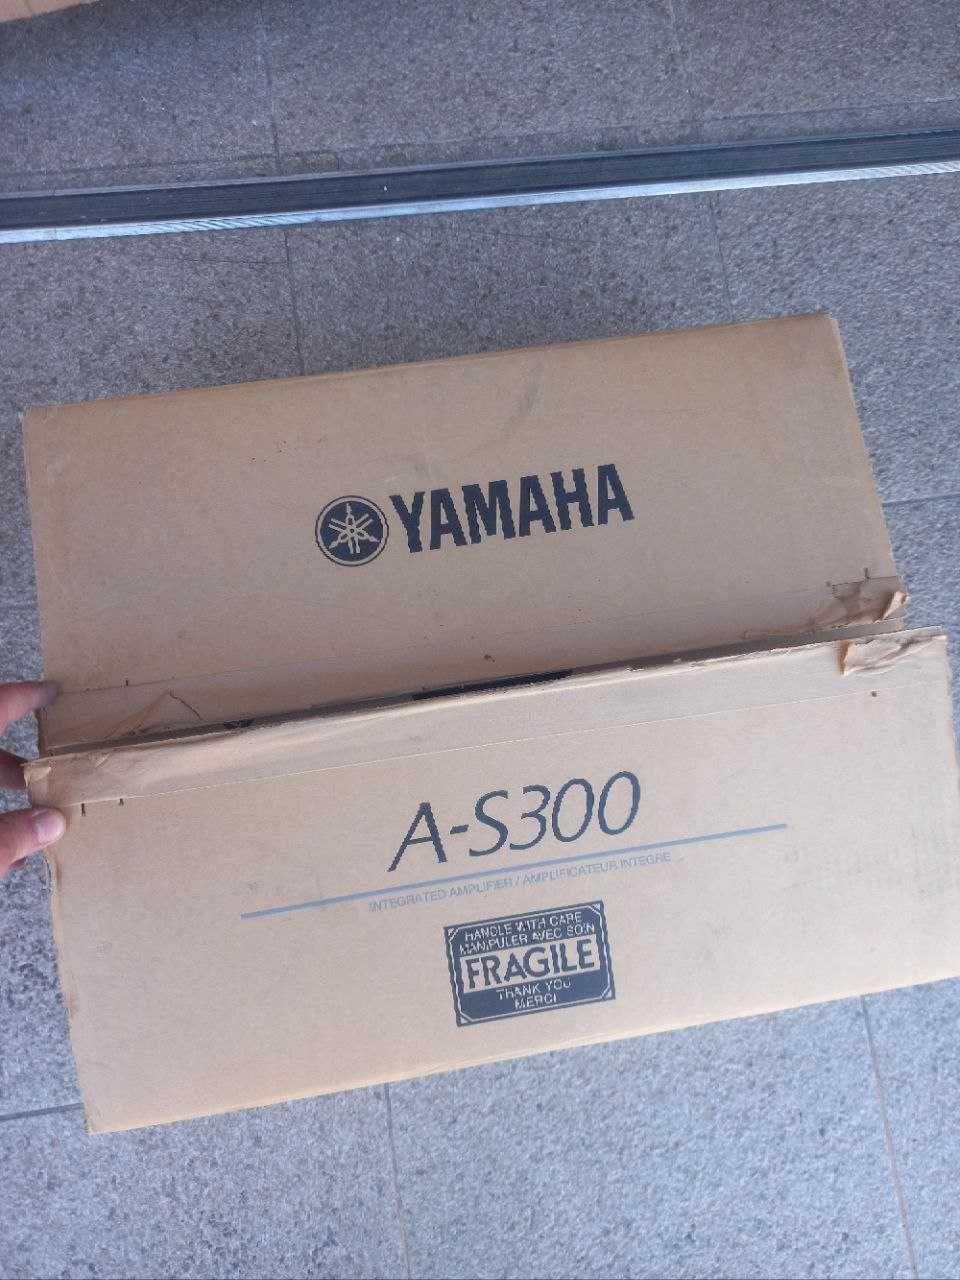 YAMAHA
A-S300
INTEGRATED AMPLIFIER / AMPLIFICATEUR INTEGRE
HANDLE WITH CARE
MANIPULER AVEC SOIN
FRAGILE
THANK YOU
MERCI